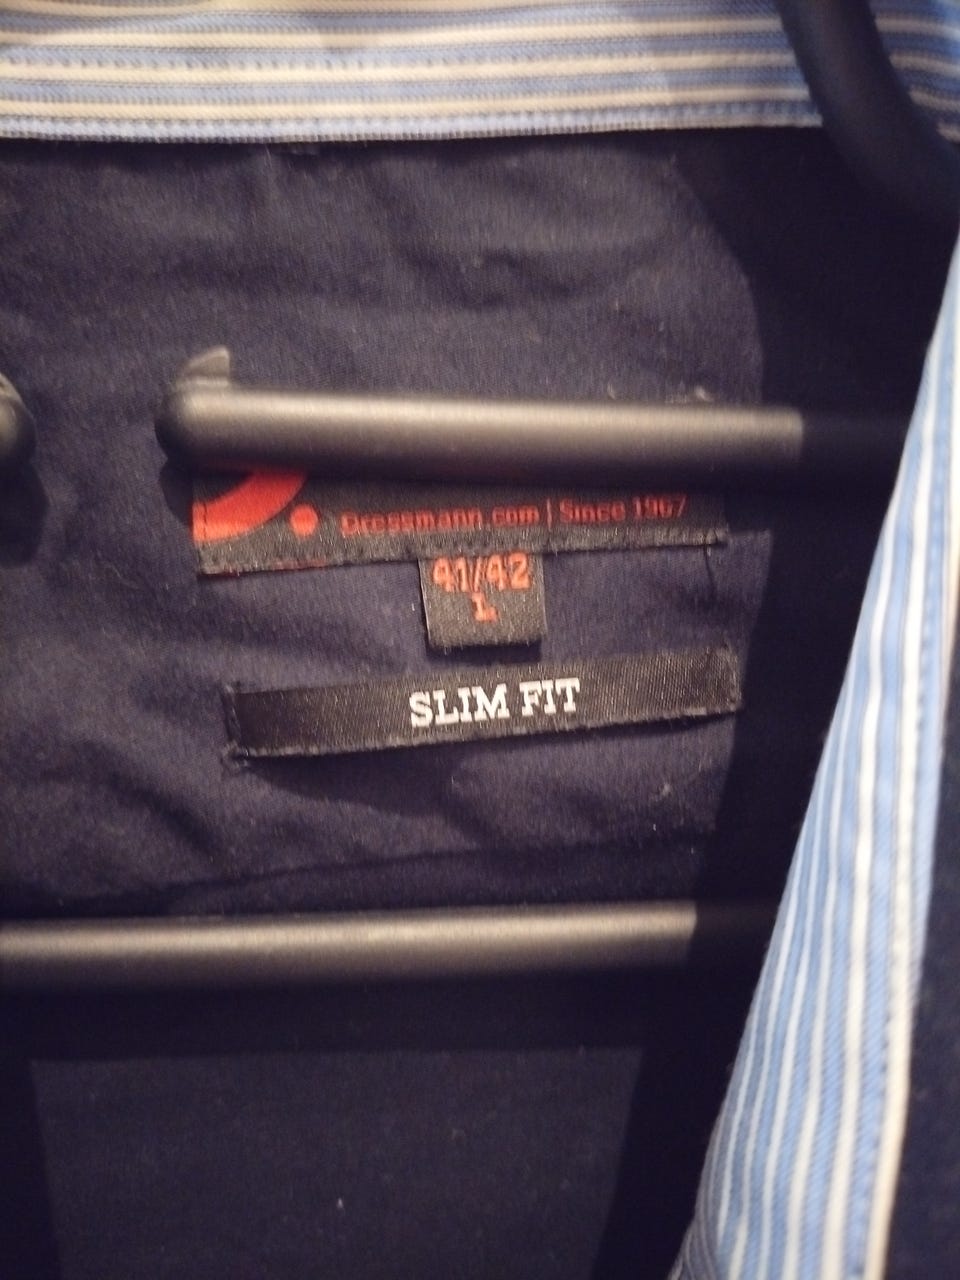 Dressmann.com | Since 1967
41/42
L
SLIM FIT